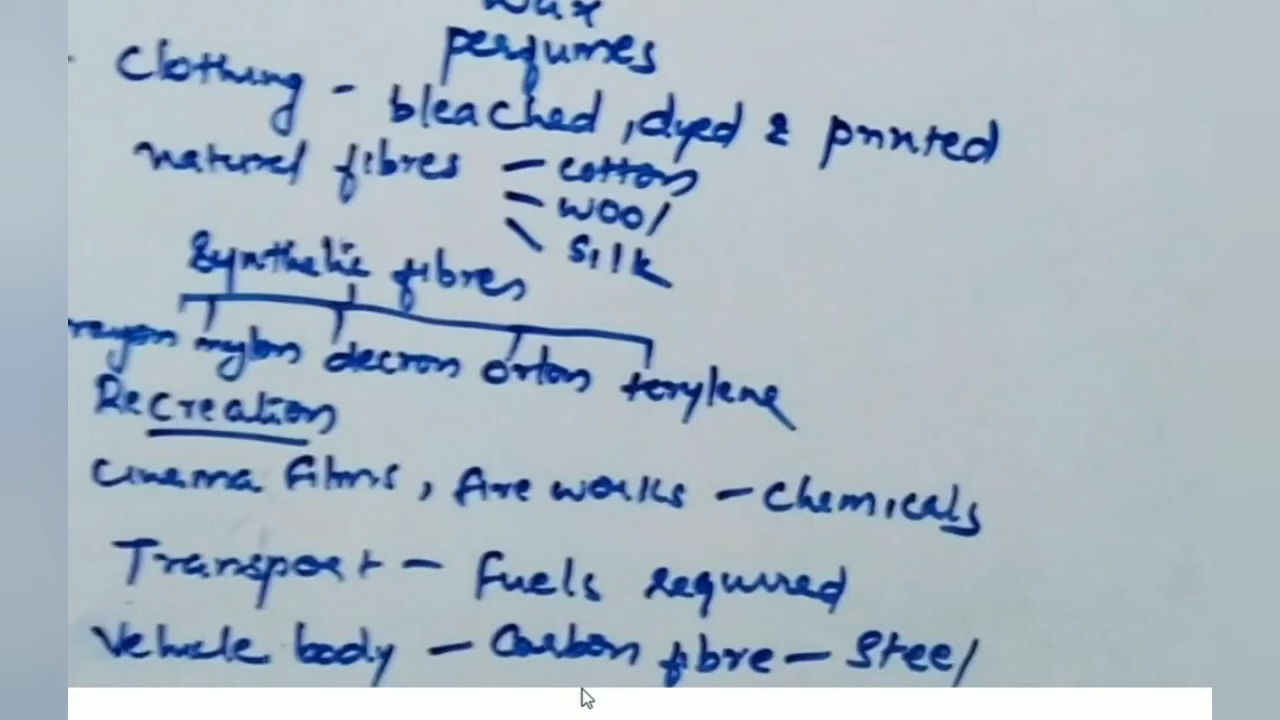 wax
perfumes
Clothing - bleached, dyed & printed
natural fibres - cotton
- wool
\ silk
Synthetic fibres
rayon nylon decron orlon terylene
Recreation
Cinema films, fire works - chemicals
Transport - fuels required
Vehicle body - Carbon fibre - steel